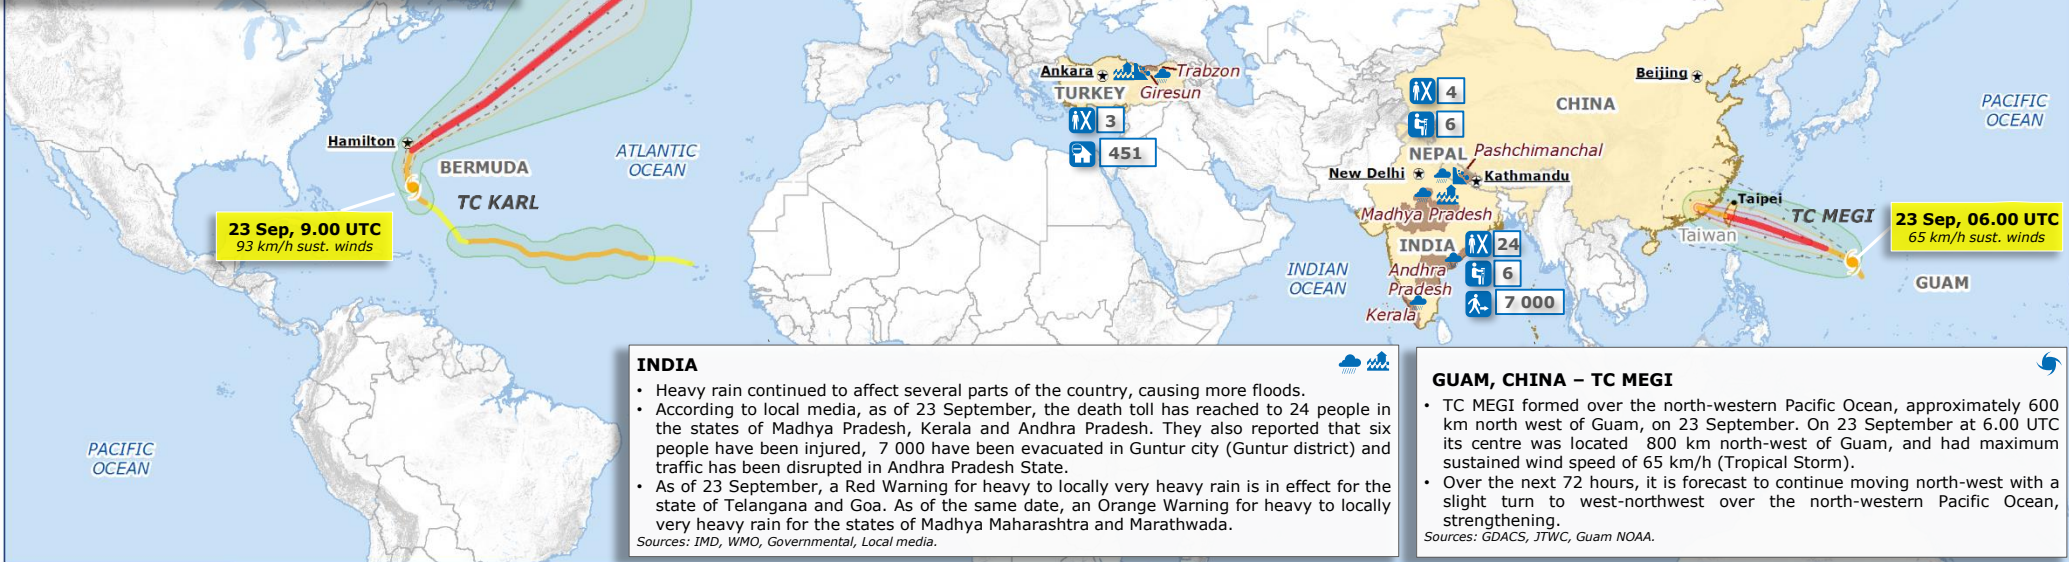 Ankara
Trabzon
Giresun
TURKEY
3
451
Beijing
CHINA
4
6
PACIFIC
OCEAN
Hamilton
BERMUDA
TC KARL
ATLANTIC
OCEAN
23 Sep, 9.00 UTC
93 km/h sust. winds
NEPAL
Pashchimanchal
New Delhi
Kathmandu
Madhya Pradesh
INDIA
24
6
7 000
Andhra
Pradesh
Kerala
INDIAN
OCEAN
Taipei
Taiwan
TC MEGI
23 Sep, 06.00 UTC
65 km/h sust. winds
GUAM
PACIFIC
OCEAN
INDIA
• Heavy rain continued to affect several parts of the country, causing more floods.
• According to local media, as of 23 September, the death toll has reached to 24 people in
the states of Madhya Pradesh, Kerala and Andhra Pradesh. They also reported that six
people have been injured, 7 000 have been evacuated in Guntur city (Guntur district) and
traffic has been disrupted in Andhra Pradesh State.
• As of 23 September, a Red Warning for heavy to locally very heavy rain is in effect for the
state of Telangana and Goa. As of the same date, an Orange Warning for heavy to locally
very heavy rain for the states of Madhya Maharashtra and Marathwada.
Sources: IMD, WMO, Governmental, Local media.
GUAM, CHINA – TC MEGI
• TC MEGI formed over the north-western Pacific Ocean, approximately 600
km north west of Guam, on 23 September. On 23 September at 6.00 UTC
its centre was located 800 km north-west of Guam, and had maximum
sustained wind speed of 65 km/h (Tropical Storm).
• Over the next 72 hours, it is forecast to continue moving north-west with a
slight turn to west-northwest over the north-western Pacific Ocean,
strengthening.
Sources: GDACS, JTWC, Guam NOAA.